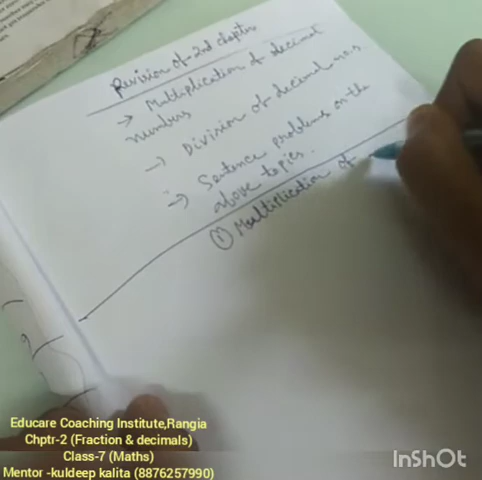 Revision of 2nd chapter
→ Multiplication of decimal
numbers
→ Division of decimal nos.
→ Sentence problems on the
above topics.
① Multiplication of
Educare Coaching Institute,Rangia
Chptr-2 (Fraction & decimals)
Class-7 (Maths)
Mentor -kuldeep kalita (8876257990)
InShOt